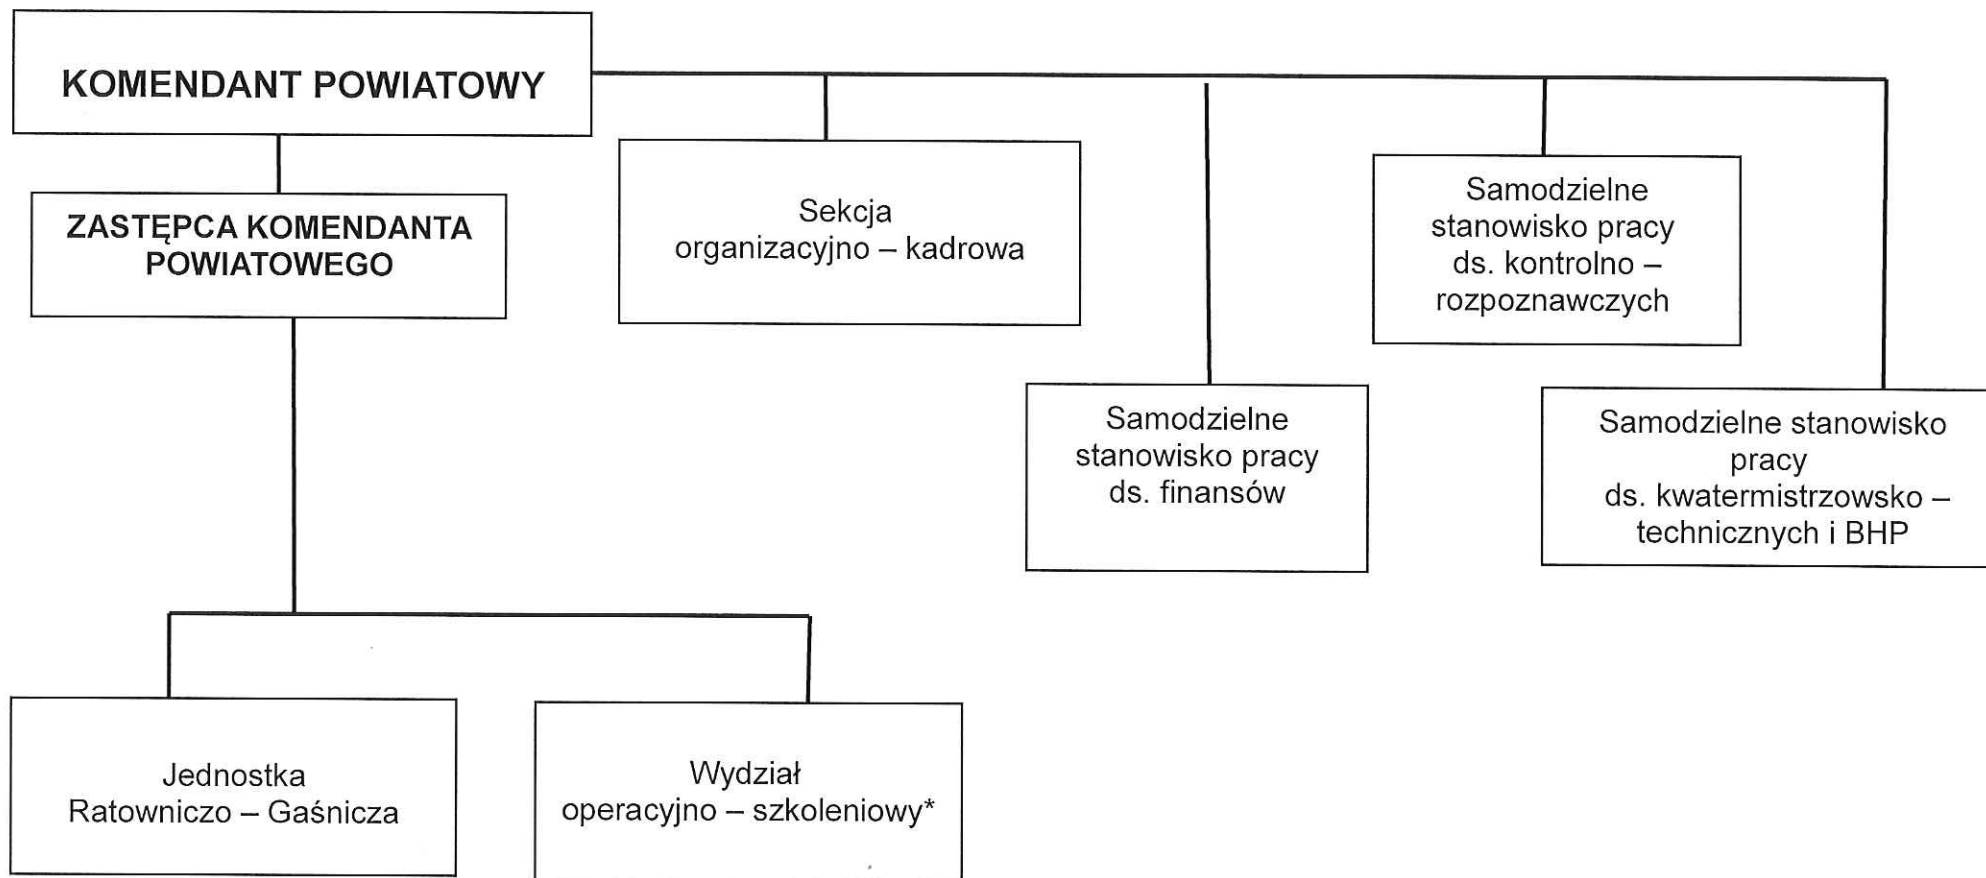 KOMENDANT POWIATOWY
ZASTĘPCA KOMENDANTA
POWIATOWEGO
Sekcja
organizacyjno – kadrowa
Samodzielne
stanowisko pracy
ds. kontrolno –
rozpoznawczych
Samodzielne
stanowisko pracy
ds. finansów
Samodzielne stanowisko
pracy
ds. kwatermistrzowsko –
technicznych i BHP
Jednostka
Ratowniczo – Gaśnicza
Wydział
operacyjno – szkoleniowy*